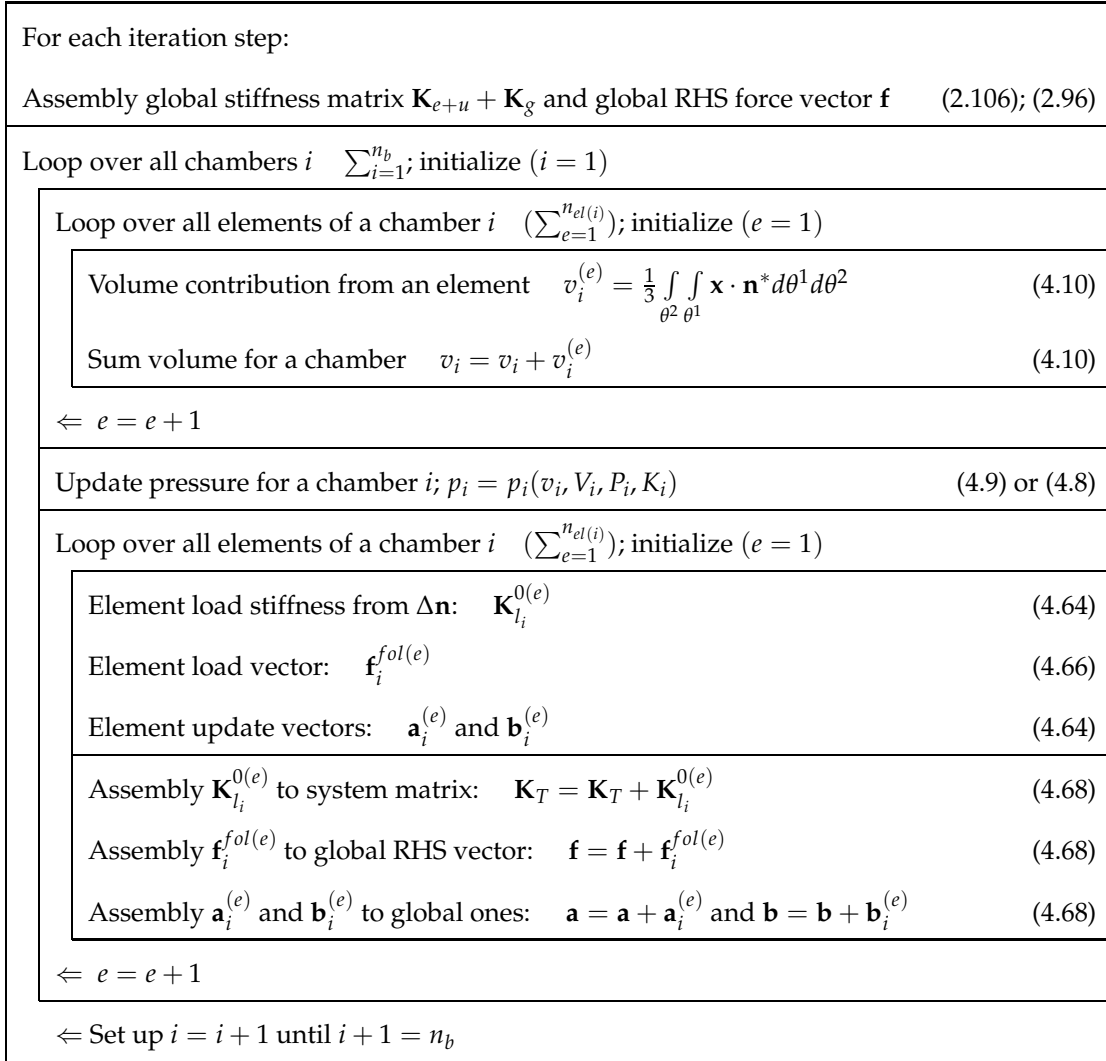 For each iteration step:
Assembly global stiffness matrix K_{e+u} + K_g and global RHS force vector f (2.106); (2.96)
Loop over all chambers i ∑_{i=1}^{n_b}; initialize (i = 1)
Loop over all elements of a chamber i (∑_{e=1}^{n_{el(i)}}); initialize (e = 1)
Volume contribution from an element v_i^{(e)} = 1/3 ∫_{θ^2} ∫_{θ^1} x · n* dθ^1 dθ^2 (4.10)
Sum volume for a chamber v_i = v_i + v_i^{(e)} (4.10)
⇐ e = e + 1
Update pressure for a chamber i; p_i = p_i(v_i, V_i, P_i, K_i) (4.9) or (4.8)
Loop over all elements of a chamber i (∑_{e=1}^{n_{el(i)}}); initialize (e = 1)
Element load stiffness from Δn: K_{l_i}^{0(e)} (4.64)
Element load vector: f_i^{fol(e)} (4.66)
Element update vectors: a_i^{(e)} and b_i^{(e)} (4.64)
Assembly K_{l_i}^{0(e)} to system matrix: K_T = K_T + K_{l_i}^{0(e)} (4.68)
Assembly f_i^{fol(e)} to global RHS vector: f = f + f_i^{fol(e)} (4.68)
Assembly a_i^{(e)} and b_i^{(e)} to global ones: a = a + a_i^{(e)} and b = b + b_i^{(e)} (4.68)
⇐ e = e + 1
⇐ Set up i = i + 1 until i + 1 = n_b